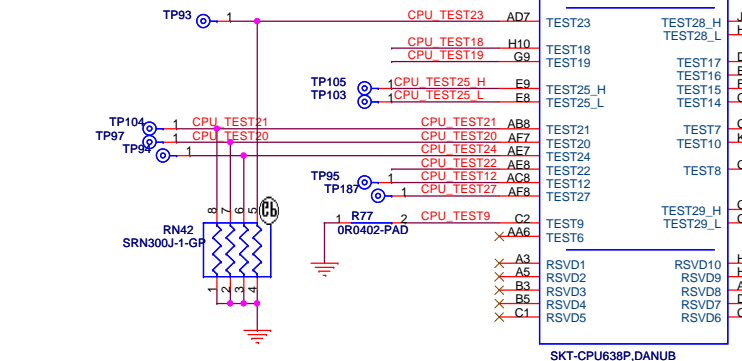 TP93 1 CPU_TEST23 AD7 TEST23 TEST28_H
TEST28_L
CPU_TEST18 H10 TEST18
CPU_TEST19 G9 TEST19 TEST17
TEST16
TP105 1 CPU_TEST25_H E9 TEST25_H TEST15
TP103 1 CPU_TEST25_L E8 TEST25_L TEST14
TP104 1 CPU_TEST21 CPU_TEST21 AB8 TEST21 TEST7
TP97 1 CPU_TEST20 CPU_TEST20 AF7 TEST20 TEST10
TP94 1 CPU_TEST24 AE7 TEST24
CPU_TEST22 AE8 TEST22 TEST8
TP95 1 CPU_TEST12 AC8 TEST12
TP187 1 CPU_TEST27 AF8 TEST27
8 7 6 5
TEST29_H
RN42 1 R77 2 CPU_TEST9 C2 TEST9 TEST29_L
SRN300J-1-GP 0R0402-PAD AA6 TEST6
A3 RSVD1 RSVD10
A5 RSVD2 RSVD9
1 2 3 4 B3 RSVD3 RSVD8
B5 RSVD4 RSVD7
C1 RSVD5 RSVD6
SKT-CPU638P,DANUB